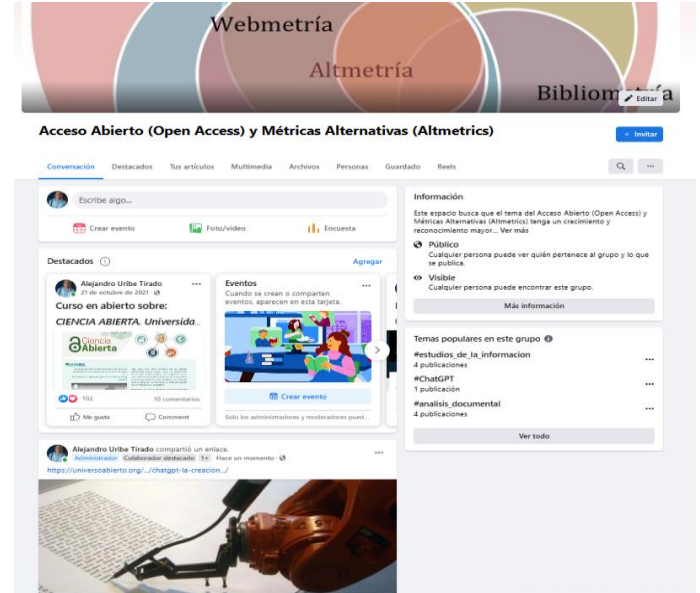 Webmetría
Altmetría
Editar
Acceso Abierto (Open Access) y Métricas Alternativas (Altmetrics)
+ Invitar
Conversación Destacados Tus artículos Multimedia Archivos Personas Guardado Reels
Escribe algo...
Crear evento Foto/video Encuesta
Destacados
Agregar
Alejandro Uribe Tirado
21 de octubre de 2021
Curso en abierto sobre:
CIENCIA ABIERTA. Universida...
Ciencia
Abierta
102 10 comentarios
Me gusta Comment
Eventos
Cuando se crean o comparten
eventos, aparecen en esta tarjeta.
Crear evento
Solo los administradores y moderadores pued...
Alejandro Uribe Tirado compartió un enlace.
Administrador Colaborador destacado 1+ · Hace un momento ·
https://universoabierto.org/.../chatgpt-la-creacion.../
Información
Este espacio busca que el tema del Acceso Abierto (Open Access) y
Métricas Alternativas (Altmetrics) tenga un crecimiento y
reconocimiento mayor... Ver más
Público
Cualquier persona puede ver quién pertenece al grupo y lo que
se publica.
Visible
Cualquier persona puede encontrar este grupo.
Más información
Temas populares en este grupo
#estudios_de_la_informacion
4 publicaciones
#ChatGPT
1 publicación
#analisis_documental
4 publicaciones
Ver todo